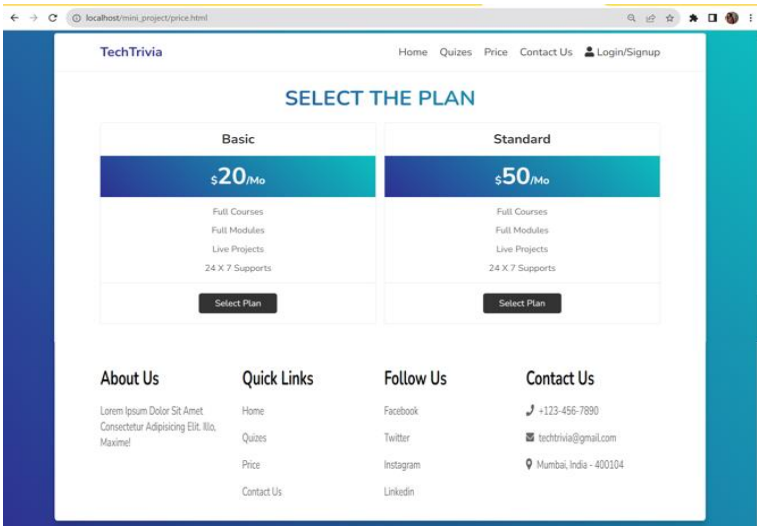 localhost/mini_project/price.html
TechTrivia
Home Quizes Price Contact Us Login/Signup
SELECT THE PLAN
Basic
$20/Mo
Full Courses
Full Modules
Live Projects
24 X 7 Supports
Select Plan
Standard
$50/Mo
Full Courses
Full Modules
Live Projects
24 X 7 Supports
Select Plan
About Us
Lorem Ipsum Dolor Sit Amet
Consectetur Adipisicing Elit. Illo,
Maxime!
Quick Links
Home
Quizes
Price
Contact Us
Follow Us
Facebook
Twitter
Instagram
Linkedin
Contact Us
+123-456-7890
techtrivia@gmail.com
Mumbai, India - 400104